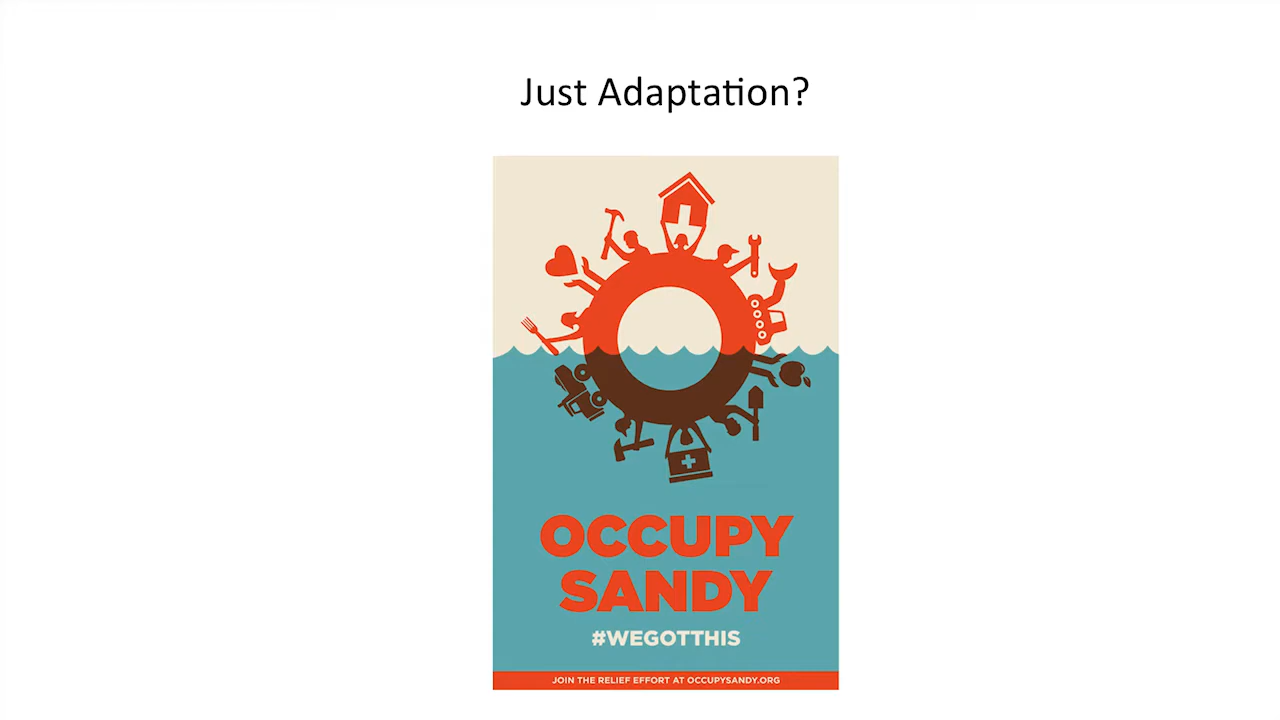 Just Adaptation?
OCCUPY
SANDY
#WEGOTTHIS
JOIN THE RELIEF EFFORT AT OCCUPYSANDY.ORG